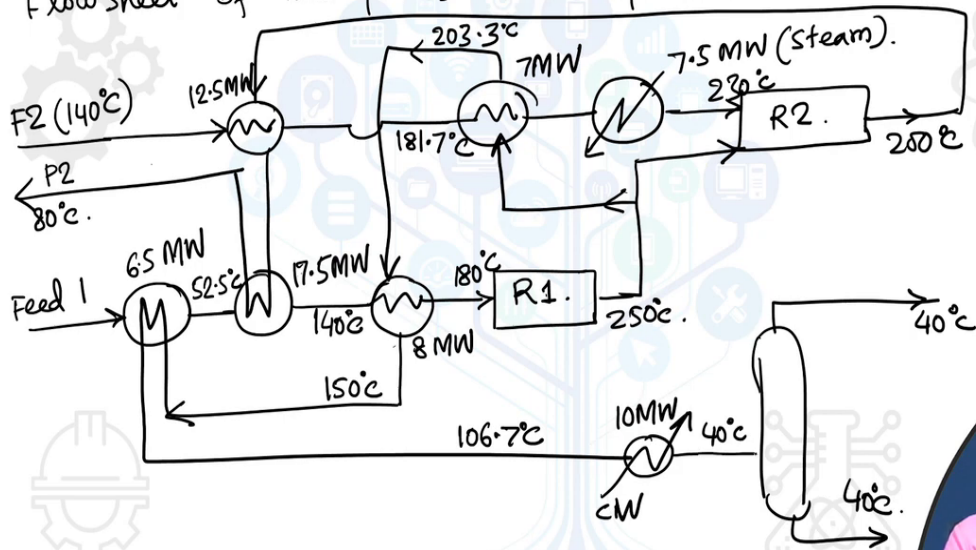 Flow sheet of
203.3°C
7MW
7.5 MW (Steam).
12.5MW
F2 (140°C)
230°C
R2.
181.7°C
200°C
P2
80°C.
6.5 MW
52.5°C
17.5MW
180°C
Feed 1
R1.
140°C
250°C.
8 MW
40°C
150°C
10MW
106.7°C
40°C
CW
40°C.